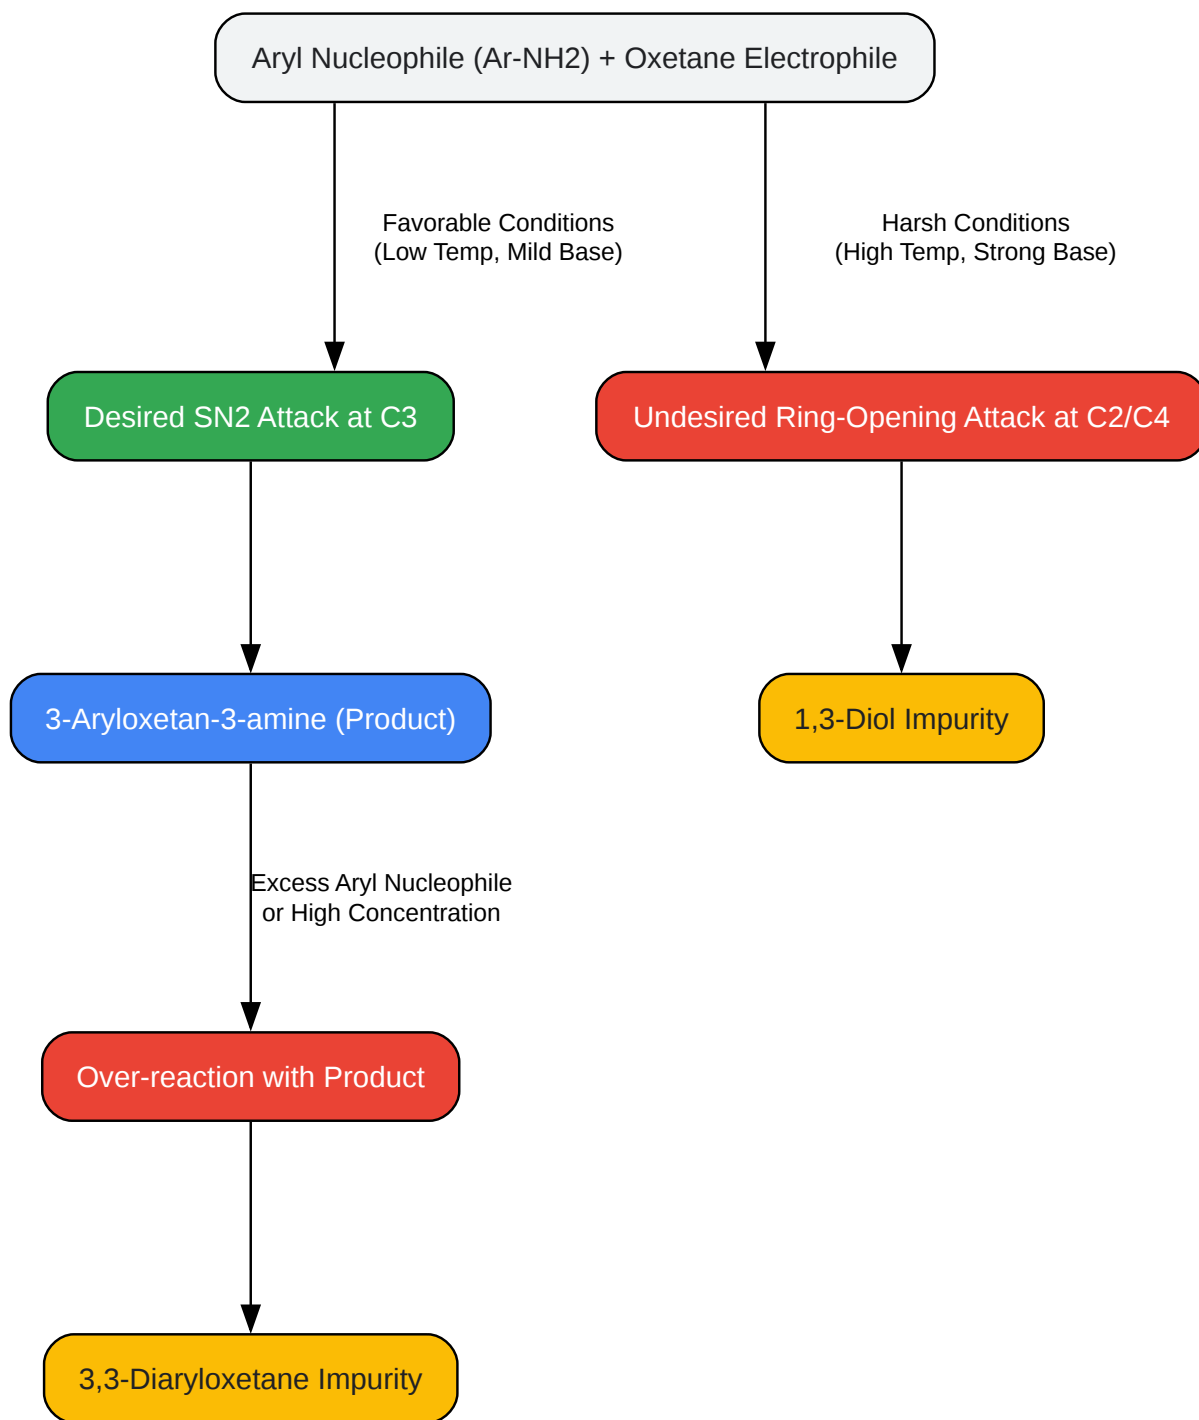 Aryl Nucleophile (Ar-NH2) + Oxetane Electrophile
Favorable Conditions
(Low Temp, Mild Base)
Harsh Conditions
(High Temp, Strong Base)
Desired SN2 Attack at C3
Undesired Ring-Opening Attack at C2/C4
3-Aryloxetan-3-amine (Product)
1,3-Diol Impurity
Excess Aryl Nucleophile
or High Concentration
Over-reaction with Product
3,3-Diaryloxetane Impurity